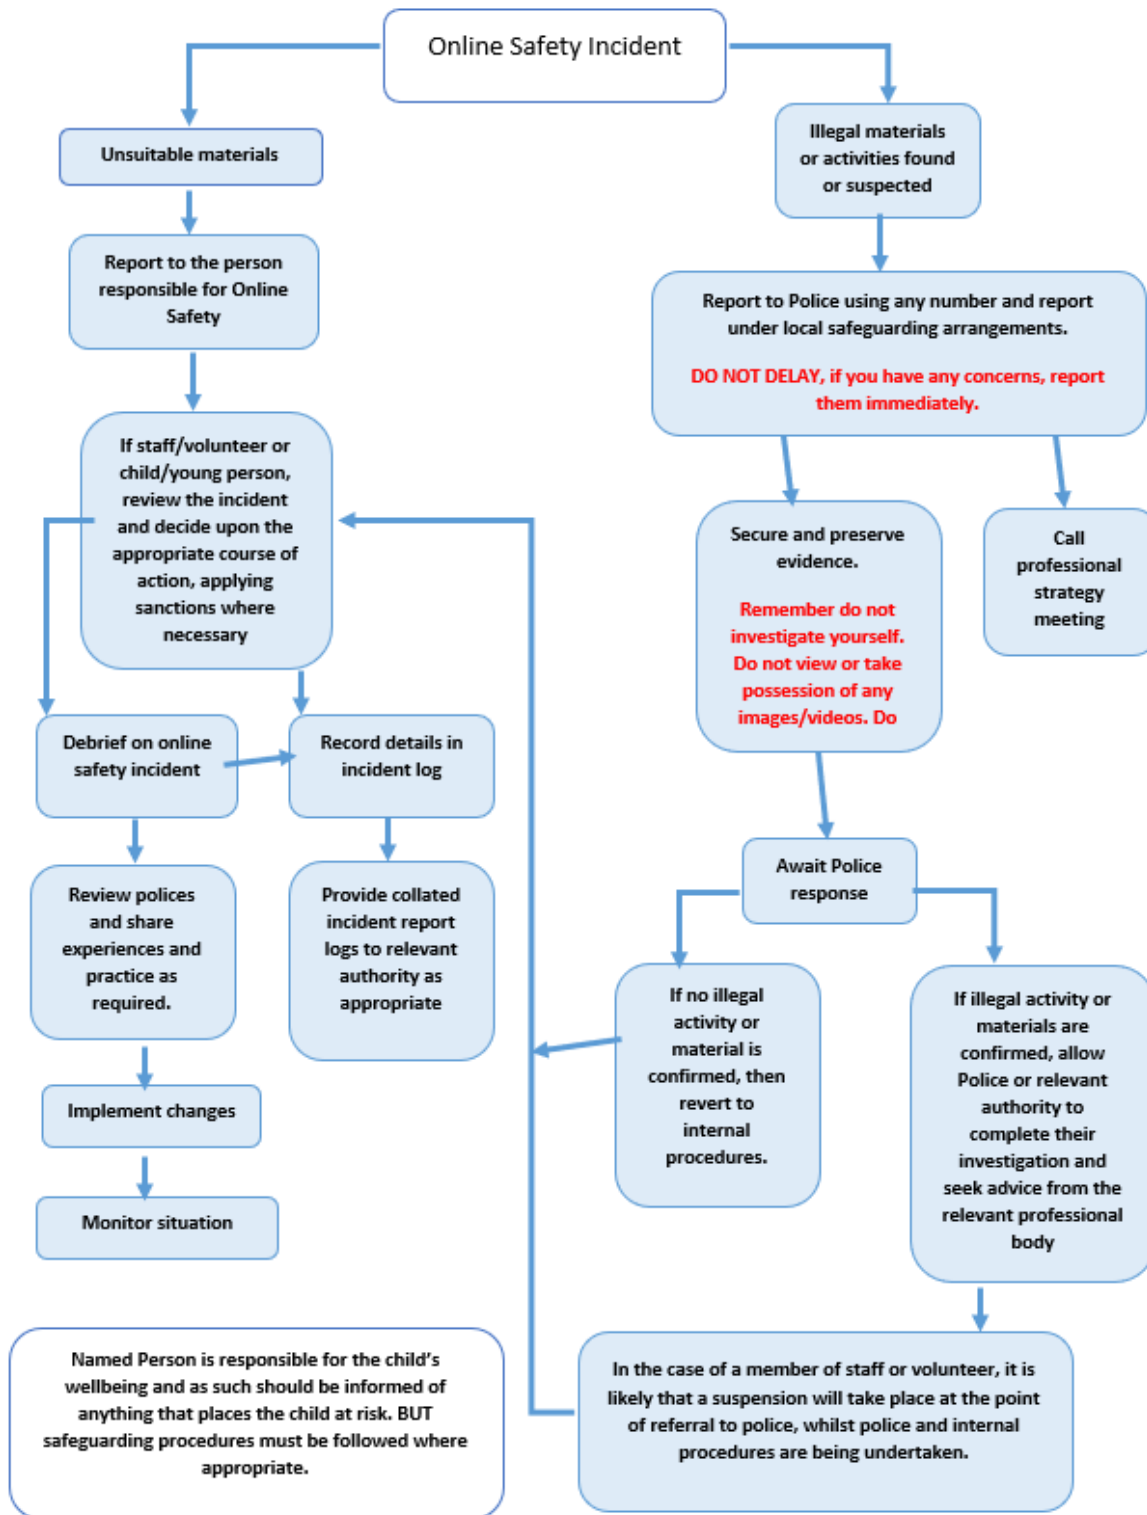 Online Safety Incident
Unsuitable materials
Illegal materials
or activities found
or suspected
Report to the person
responsible for Online
Safety
Report to Police using any number and report
under local safeguarding arrangements.
DO NOT DELAY, if you have any concerns, report
them immediately.
If staff/volunteer or
child/young person,
review the incident
and decide upon the
appropriate course of
action, applying
sanctions where
necessary
Secure and preserve
evidence.
Remember do not
investigate yourself.
Do not view or take
possession of any
images/videos. Do
Call
professional
strategy
meeting
Debrief on online
safety incident
Record details in
incident log
Review polices
and share
experiences and
practice as
required.
Provide collated
incident report
logs to relevant
authority as
appropriate
Await Police
response
If no illegal
activity or
material is
confirmed, then
revert to
internal
procedures.
If illegal activity or
materials are
confirmed, allow
Police or relevant
authority to
complete their
investigation and
seek advice from the
relevant professional
body
Implement changes
Monitor situation
Named Person is responsible for the child's
wellbeing and as such should be informed of
anything that places the child at risk. BUT
safeguarding procedures must be followed where
appropriate.
In the case of a member of staff or volunteer, it is
likely that a suspension will take place at the point
of referral to police, whilst police and internal
procedures are being undertaken.